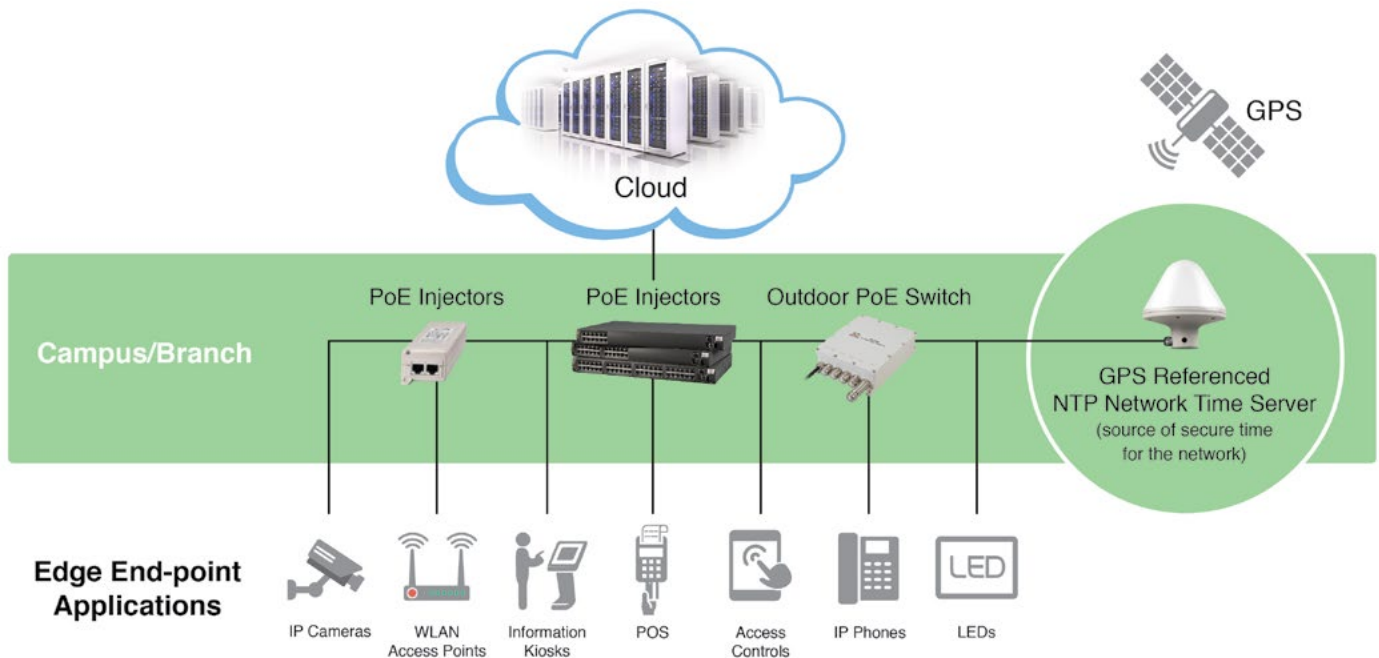 Cloud
GPS
PoE Injectors
PoE Injectors
Outdoor PoE Switch
Campus/Branch
GPS Referenced
NTP Network Time Server
(source of secure time
for the network)
Edge End-point
Applications
LED
IP Cameras
WLAN
Access Points
Information
Kiosks
POS
Access
Controls
IP Phones
LEDs